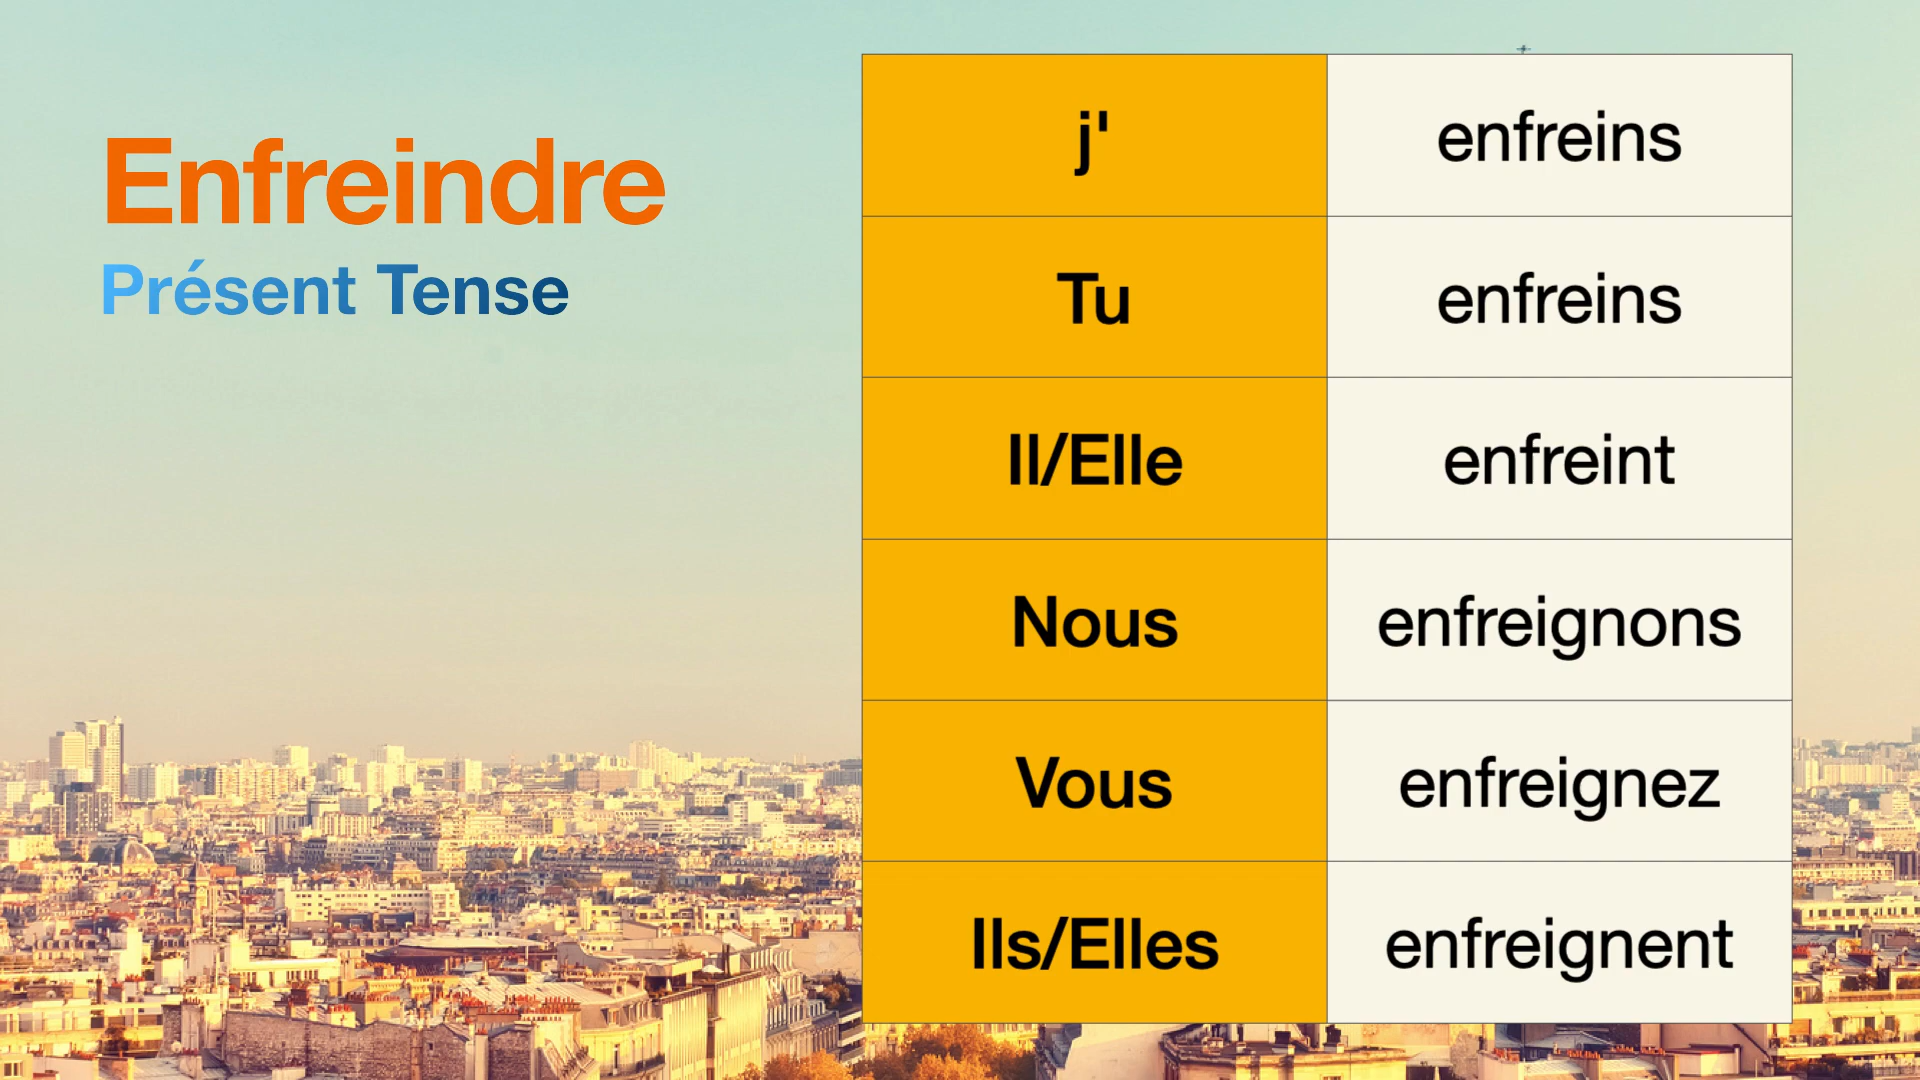 Enfreindre
Présent Tense
j' enfreins
Tu enfreins
Il/Elle enfreint
Nous enfreignons
Vous enfreignez
Ils/Elles enfreignent